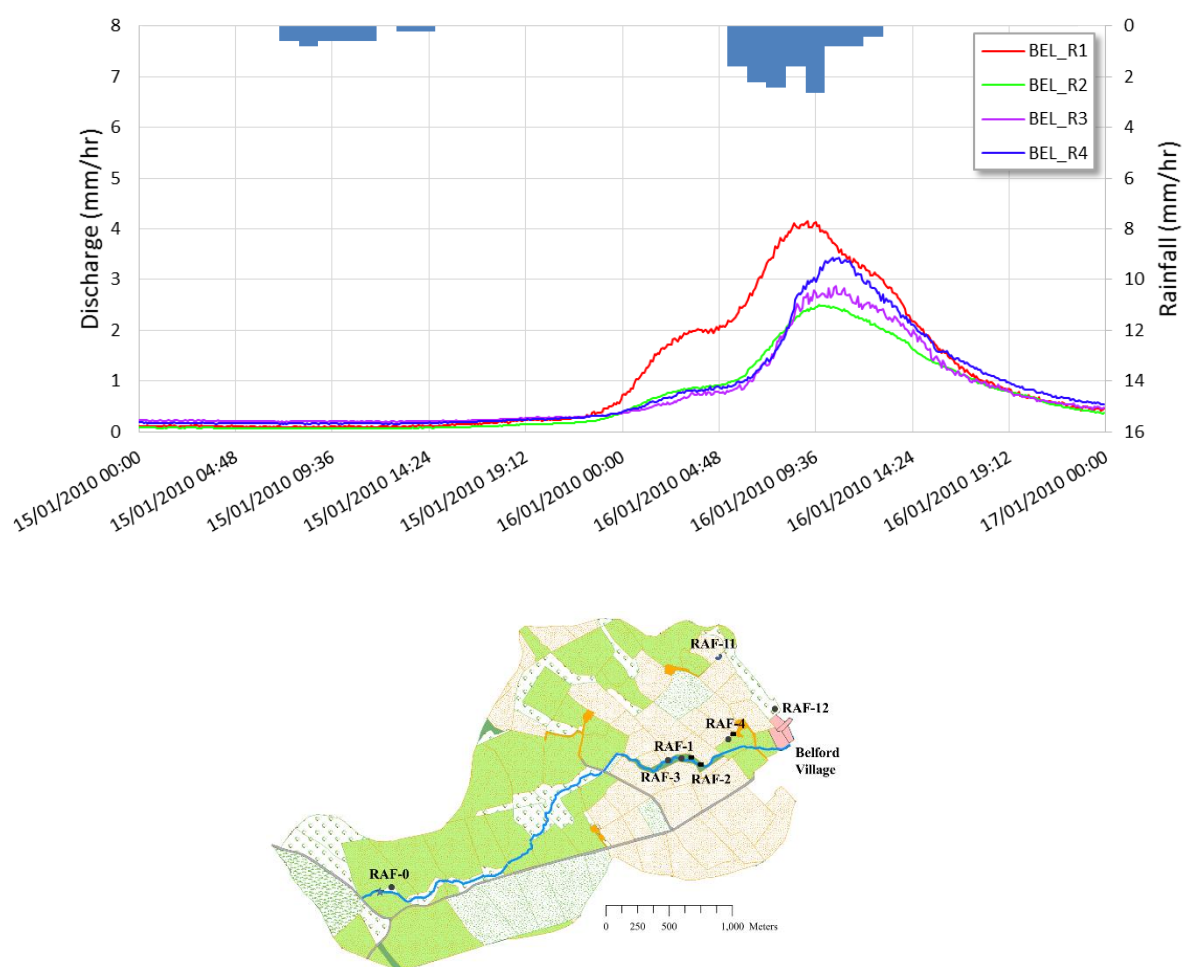 8
7
6
5
4
3
2
1
0
Discharge (mm/hr)
0
2
4
6
8
10
12
14
16
Rainfall (mm/hr)
BEL_R1
BEL_R2
BEL_R3
BEL_R4
15/01/2010 00:00
15/01/2010 04:48
15/01/2010 09:36
15/01/2010 14:24
15/01/2010 19:12
16/01/2010 00:00
16/01/2010 04:48
16/01/2010 09:36
16/01/2010 14:24
16/01/2010 19:12
17/01/2010 00:00
RAF-11
RAF-12
RAF-4
RAF-1
RAF-3
RAF-2
Belford
Village
RAF-0
0 250 500 1,000 Meters